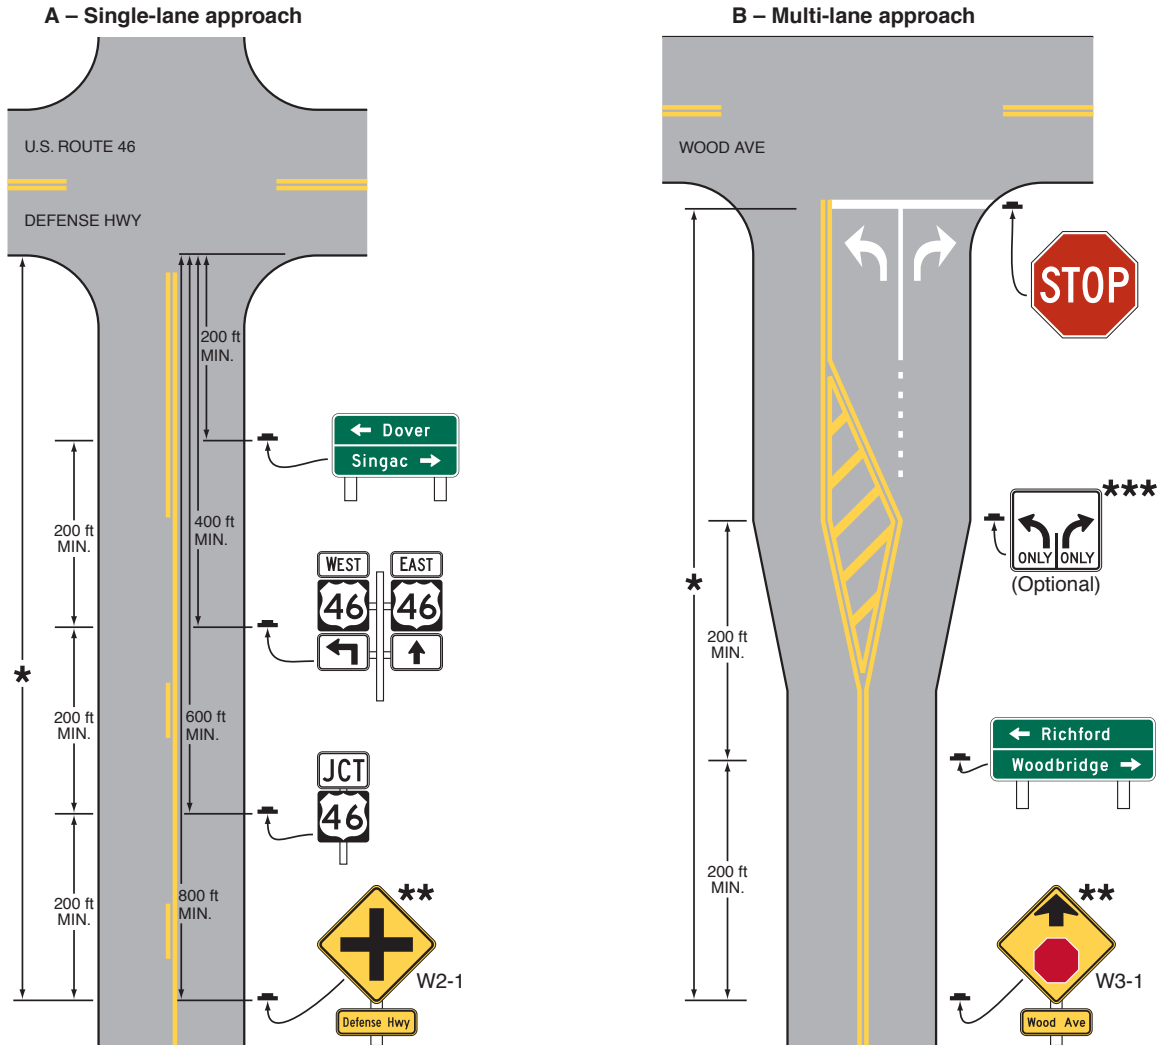 A – Single-lane approach
U.S. ROUTE 46
DEFENSE HWY
200 ft
MIN.
Dover
Singac
400 ft
MIN.
200 ft
MIN.
WEST
EAST
46
46
*
600 ft
MIN.
200 ft
MIN.
JCT
46
800 ft
MIN.
200 ft
MIN.
**
W2-1
Defense Hwy
B – Multi-lane approach
WOOD AVE
STOP
***
ONLY ONLY
(Optional)
*
200 ft
MIN.
Richford
Woodbridge
200 ft
MIN.
**
W3-1
Wood Ave